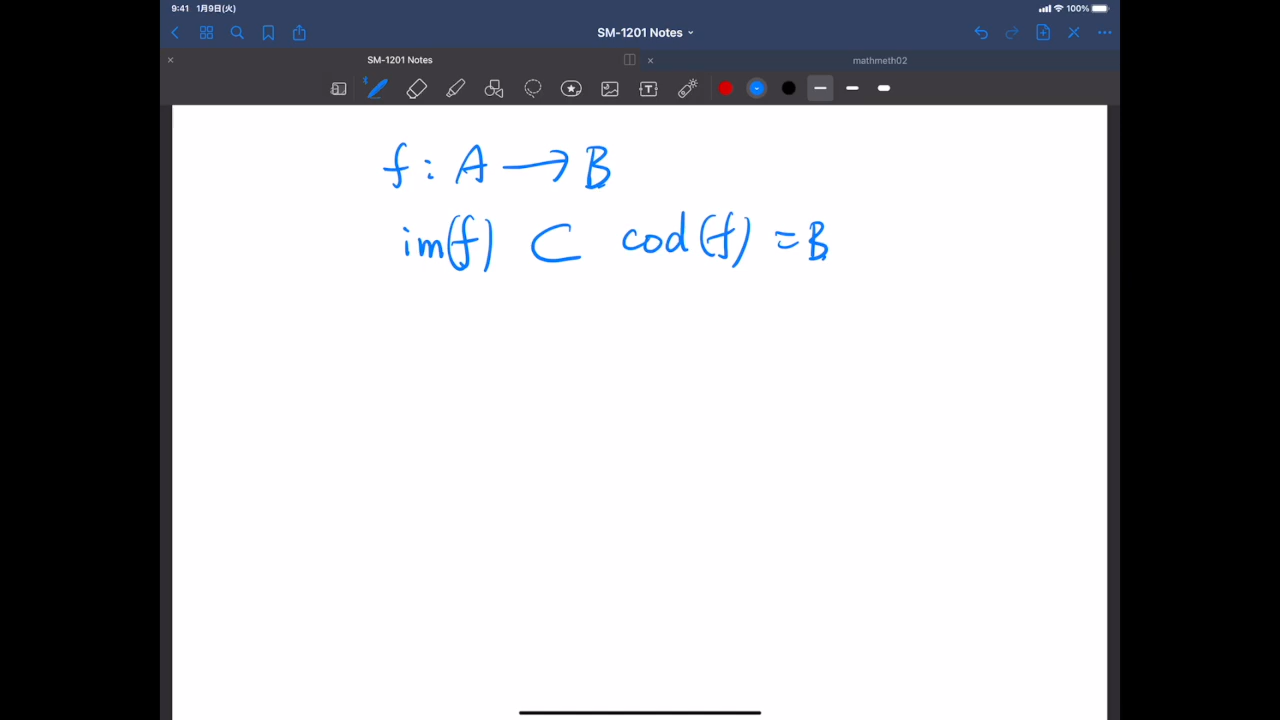 9:41 1月9日(火) 100%
SM-1201 Notes
SM-1201 Notes mathmeth02
f : A → B
im(f) ⊂ cod(f) = B